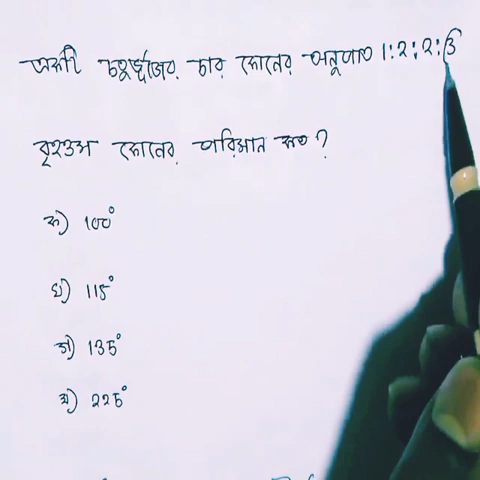 একটি চতুর্ভুজের চার কোনের অনুপাত 1:2:2:3
বৃহত্তম কোনের পরিমান কত?
ক) 100°
খ) 115°
গ) 135°
ঘ) 225°